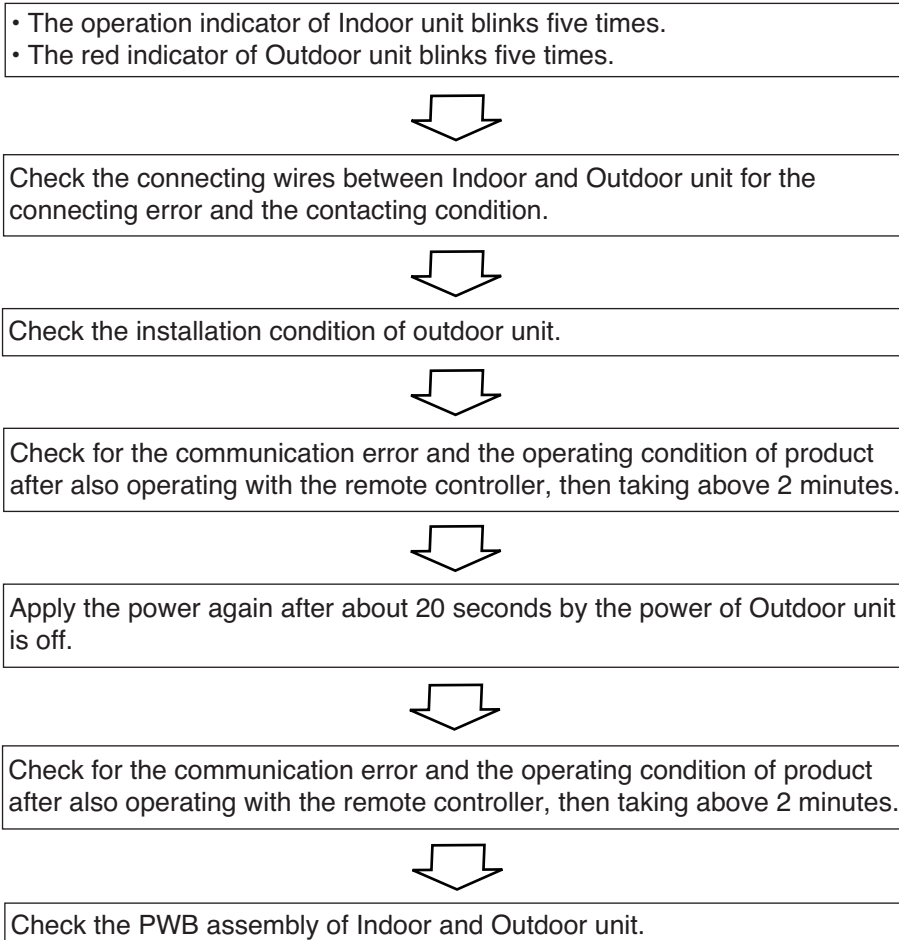 • The operation indicator of Indoor unit blinks five times.
• The red indicator of Outdoor unit blinks five times.
Check the connecting wires between Indoor and Outdoor unit for the
connecting error and the contacting condition.
Check the installation condition of outdoor unit.
Check for the communication error and the operating condition of product
after also operating with the remote controller, then taking above 2 minutes.
Apply the power again after about 20 seconds by the power of Outdoor unit
is off.
Check for the communication error and the operating condition of product
after also operating with the remote controller, then taking above 2 minutes.
Check the PWB assembly of Indoor and Outdoor unit.